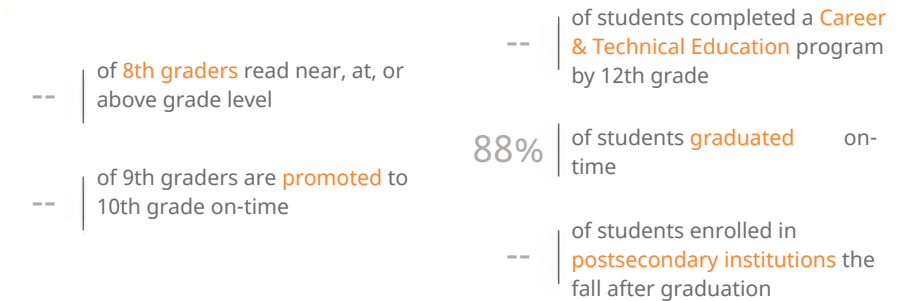 --
of 8th graders read near, at, or
above grade level
--
of 9th graders are promoted to
10th grade on-time
--
of students completed a Career
& Technical Education program
by 12th grade
88%
of students graduated on-
time
--
of students enrolled in
postsecondary institutions the
fall after graduation